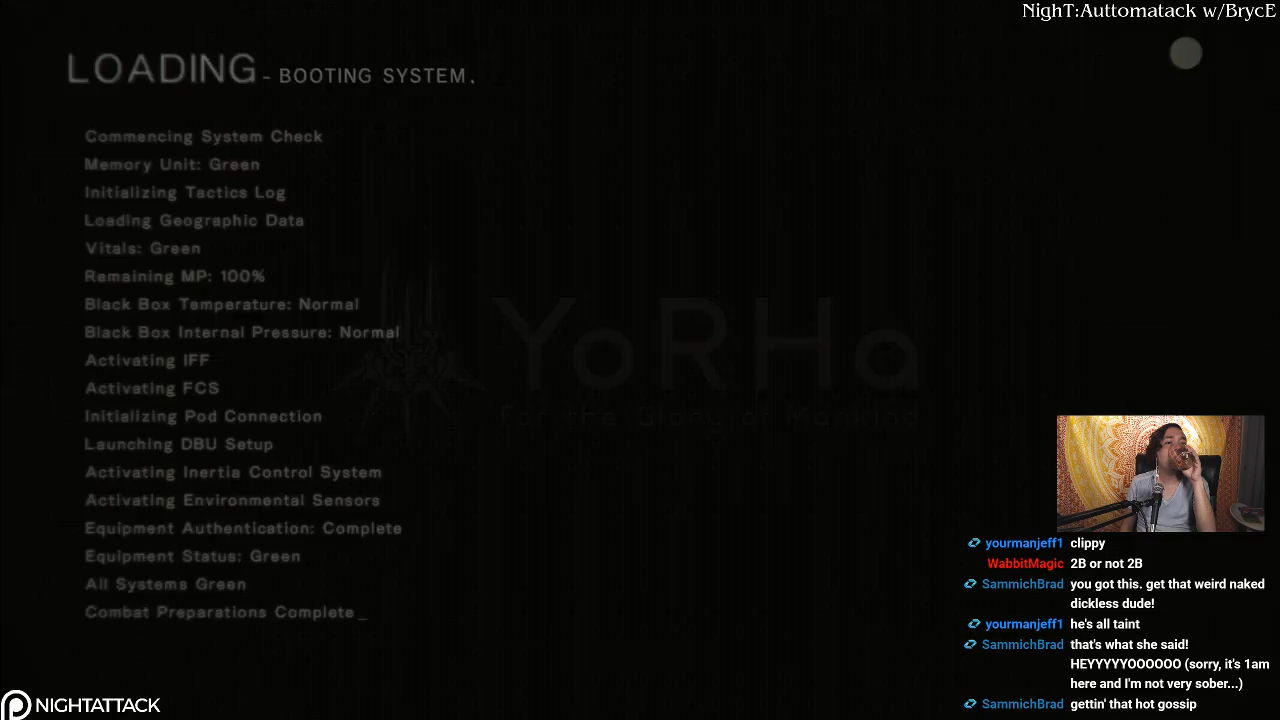 NighT:Auttomatack w/BrycE
LOADING - BOOTING SYSTEM.
Commencing System Check
Memory Unit: Green
Initializing Tactics Log
Loading Geographic Data
Vitals: Green
Remaining MP: 100%
Black Box Temperature: Normal
Black Box Internal Pressure: Normal
Activating IFF
Activating FCS
Initializing Pod Connection
Launching DBU Setup
Activating Inertia Control System
Activating Environmental Sensors
Equipment Authentication: Complete
Equipment Status: Green
All Systems Green
Combat Preparations Complete _
YoRHa
For the Glory of Mankind
yourmanjeff1 clippy
WabbitMagic 2B or not 2B
SammichBrad you got this. get that weird naked
dickless dude!
yourmanjeff1 he's all taint
SammichBrad that's what she said!
HEYYYYYOOOOOO (sorry, it's 1am
here and I'm not very sober...)
SammichBrad gettin' that hot gossip
NIGHTATTACK